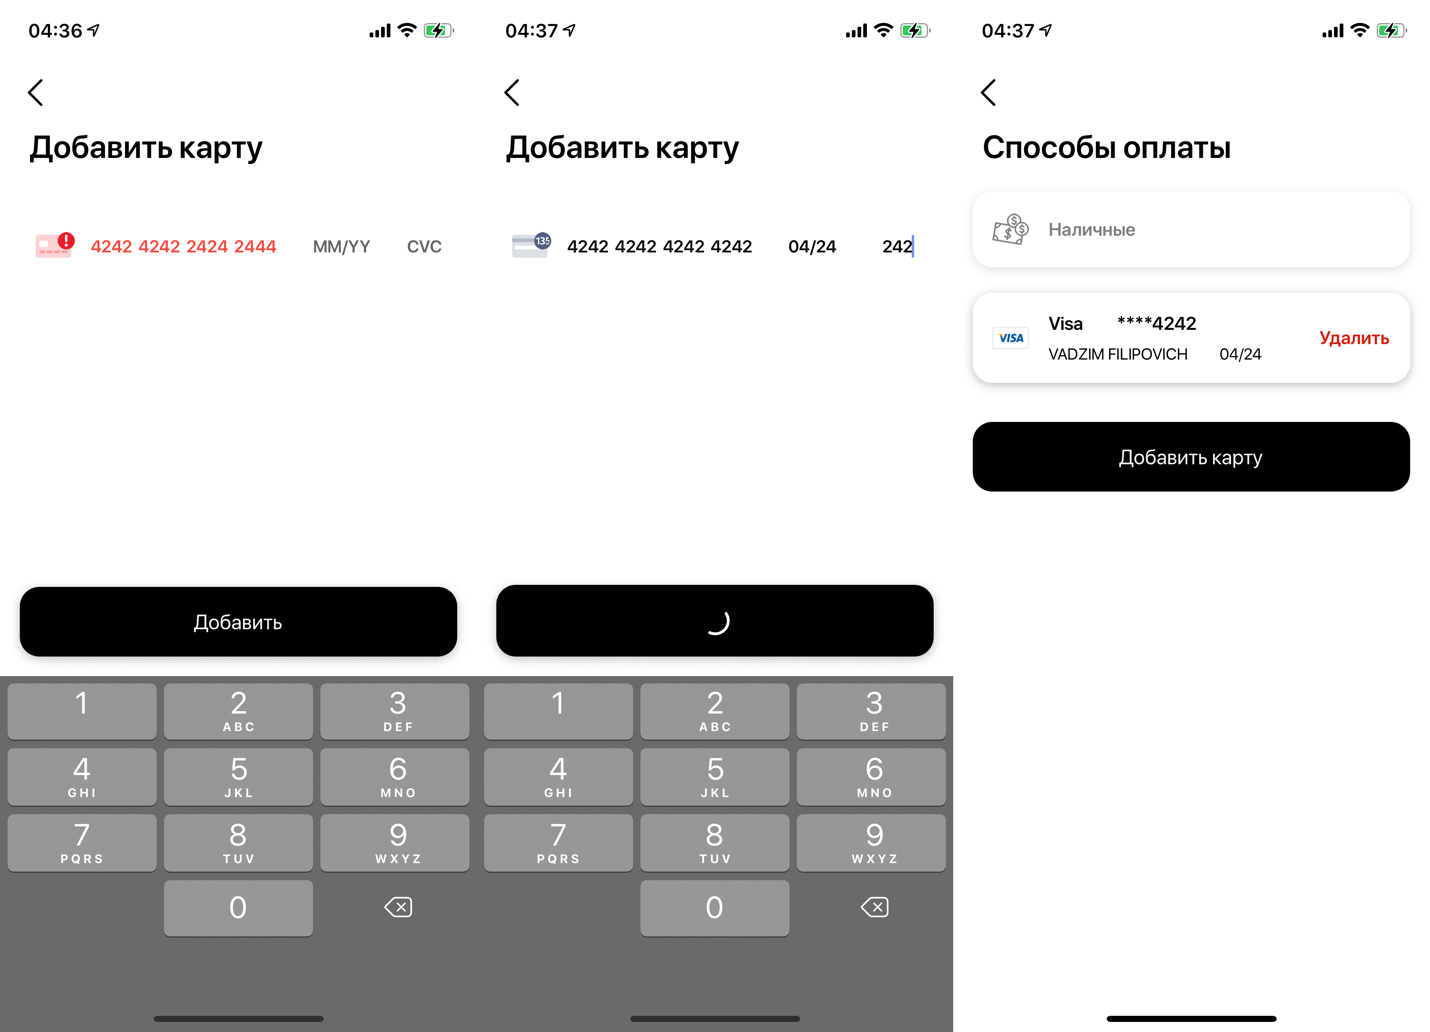 04:36
Добавить карту
4242 4242 2424 2444 MM/YY CVC
Добавить
1
2 ABC
3 DEF
4 GHI
5 JKL
6 MNO
7 PQRS
8 TUV
9 WXYZ
0
04:37
Добавить карту
135 4242 4242 4242 4242 04/24 242
1
2 ABC
3 DEF
4 GHI
5 JKL
6 MNO
7 PQRS
8 TUV
9 WXYZ
0
04:37
Способы оплаты
Наличные
VISA Visa ****4242
VADZIM FILIPOVICH 04/24
Удалить
Добавить карту